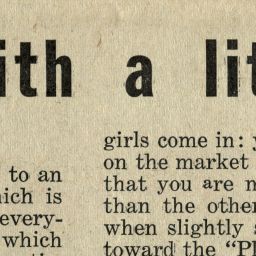 ith a lit
to an
ich is
every-
which
girls come in:
on the market
that you are n
than the other
when slightly s
toward the "Pl